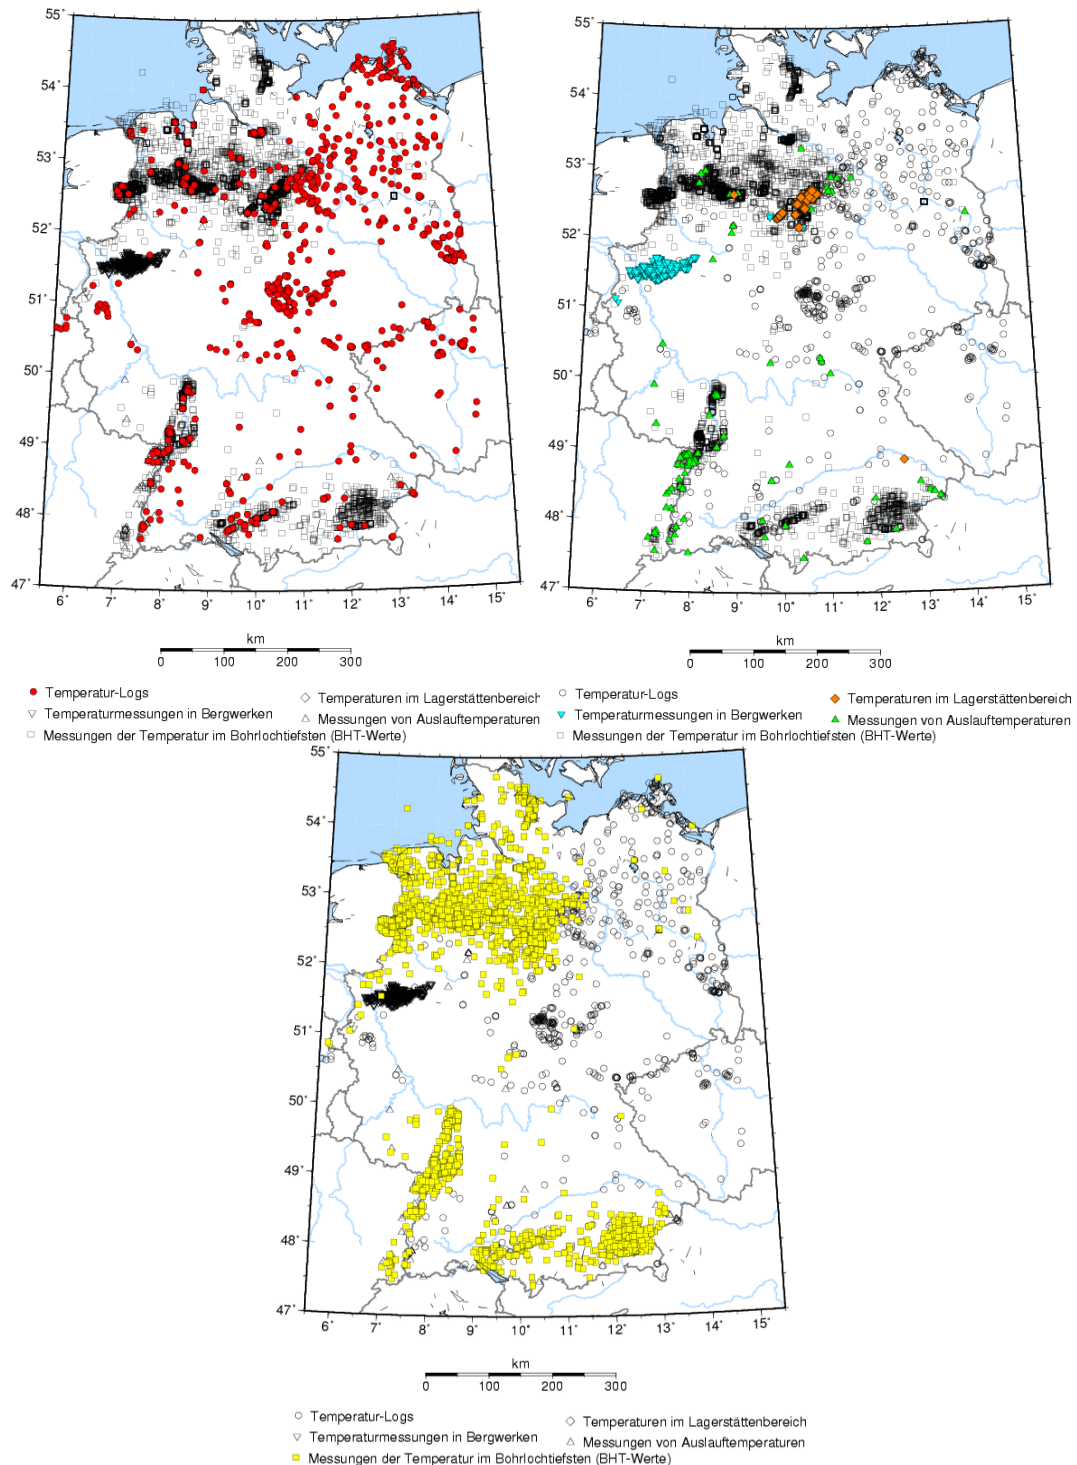 55°
54°
53°
52°
51°
50°
49°
48°
47°
6° 7° 8° 9° 10° 11° 12° 13° 14° 15°
km
0 100 200 300
Temperatur-Logs
Temperaturen im Lagerstättenbereich
Temperaturmessungen in Bergwerken
Messungen von Auslauftemperaturen
Messungen der Temperatur im Bohrlochtiefsten (BHT-Werte)
55°
54°
53°
52°
51°
50°
49°
48°
47°
6° 7° 8° 9° 10° 11° 12° 13° 14° 15°
km
0 100 200 300
Temperatur-Logs
Temperaturen im Lagerstättenbereich
Temperaturmessungen in Bergwerken
Messungen von Auslauftemperaturen
Messungen der Temperatur im Bohrlochtiefsten (BHT-Werte)
55°
54°
53°
52°
51°
50°
49°
48°
47°
6° 7° 8° 9° 10° 11° 12° 13° 14° 15°
km
0 100 200 300
Temperatur-Logs
Temperaturen im Lagerstättenbereich
Temperaturmessungen in Bergwerken
Messungen von Auslauftemperaturen
Messungen der Temperatur im Bohrlochtiefsten (BHT-Werte)